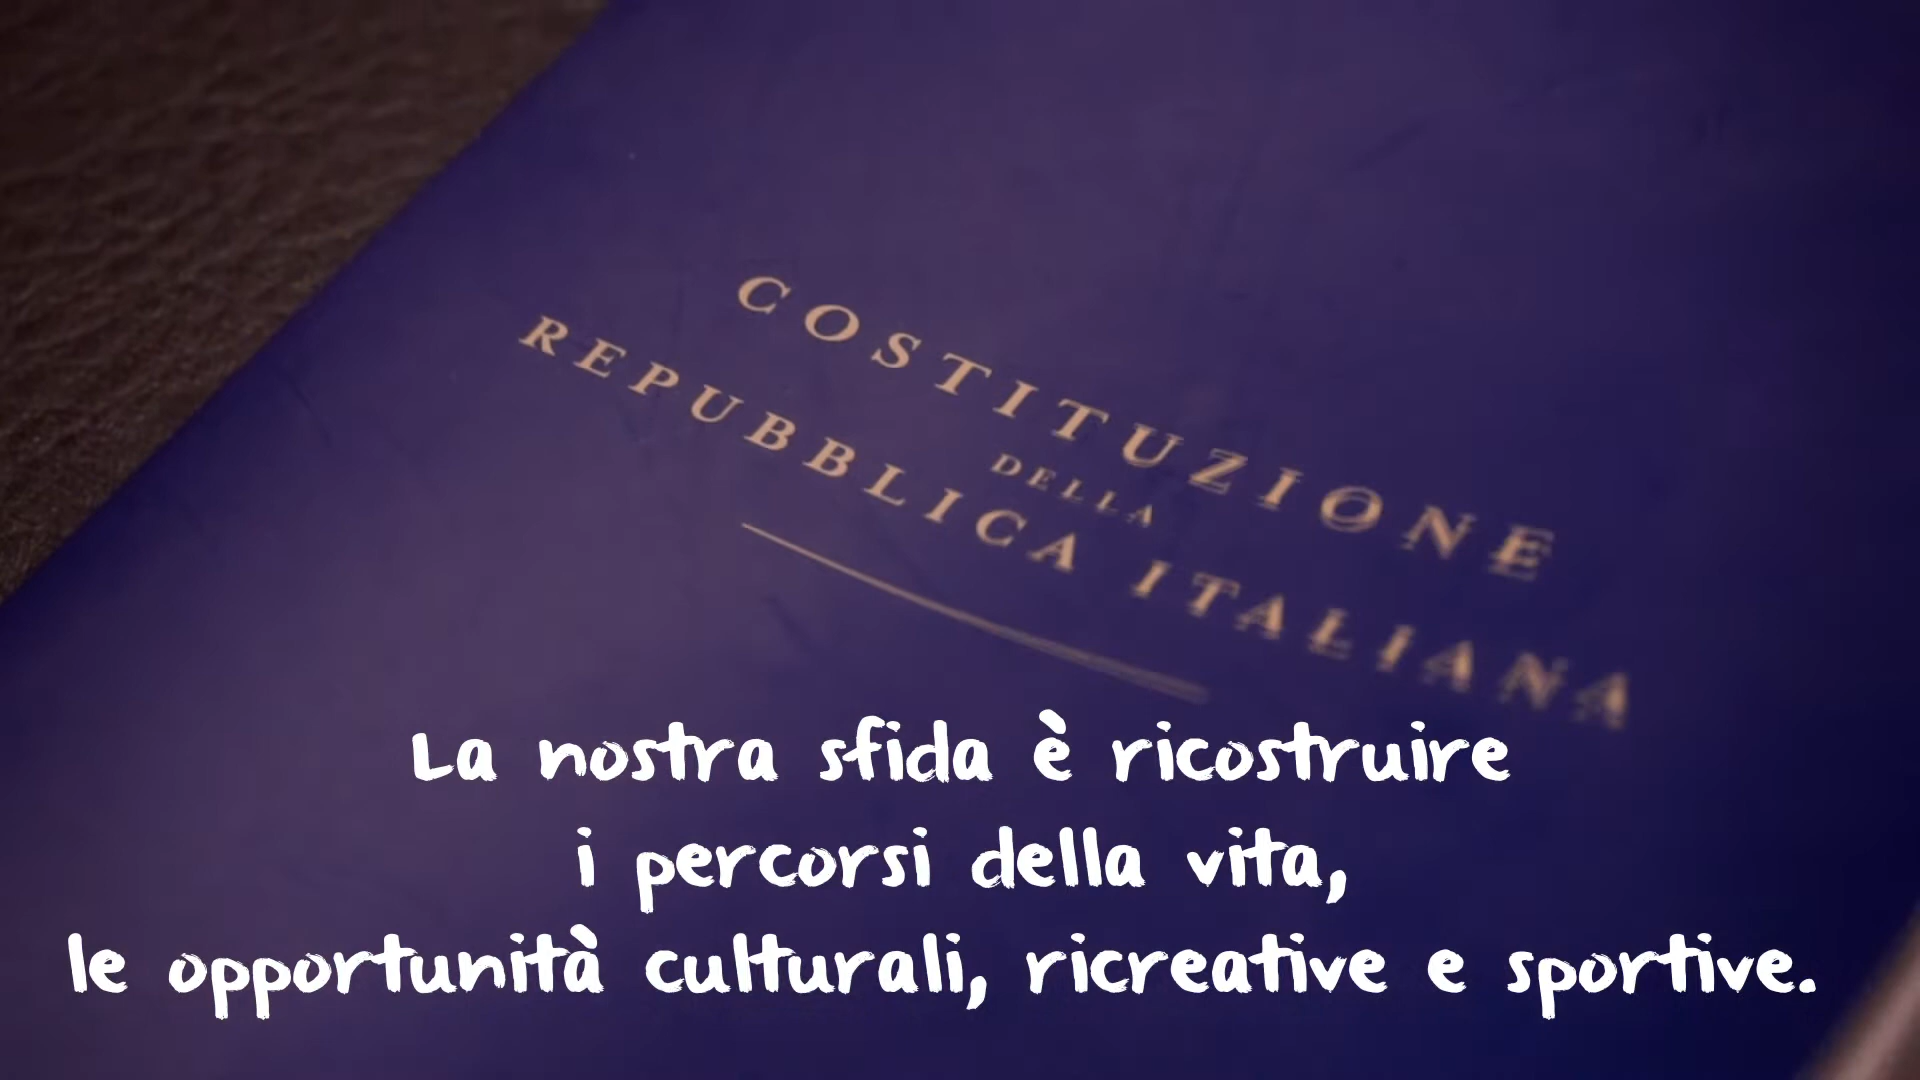 COSTITUZIONE
DELLA
REPUBBLICA ITALIANA
La nostra sfida è ricostruire
i percorsi della vita,
le opportunità culturali, ricreative e sportive.